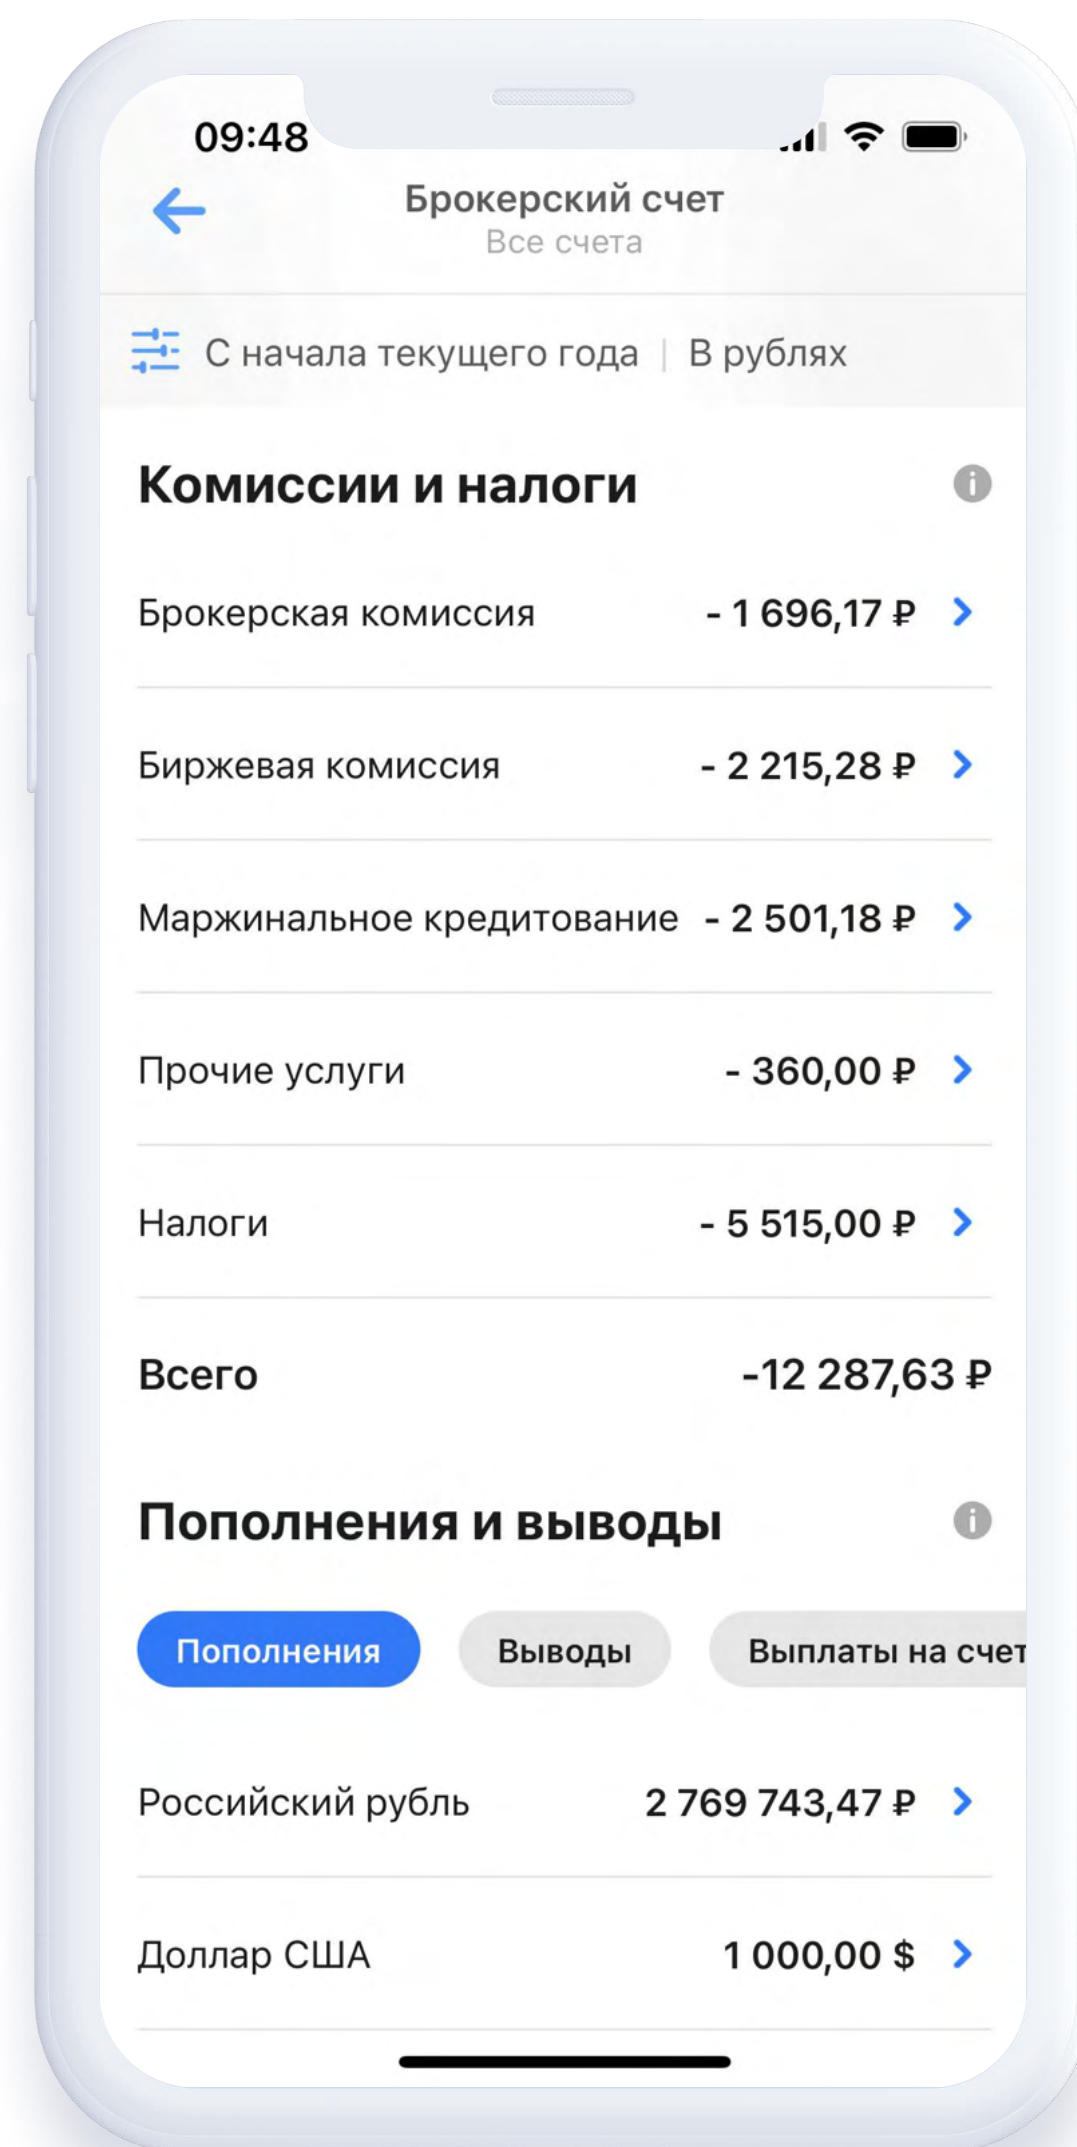 09:48
Брокерский счет
Все счета
С начала текущего года | В рублях
Комиссии и налоги
Брокерская комиссия - 1 696,17 ₽
Биржевая комиссия - 2 215,28 ₽
Маржинальное кредитование - 2 501,18 ₽
Прочие услуги - 360,00 ₽
Налоги - 5 515,00 ₽
Всего -12 287,63 ₽
Пополнения и выводы
Пополнения Выводы Выплаты на счет
Российский рубль 2 769 743,47 ₽
Доллар США 1 000,00 $